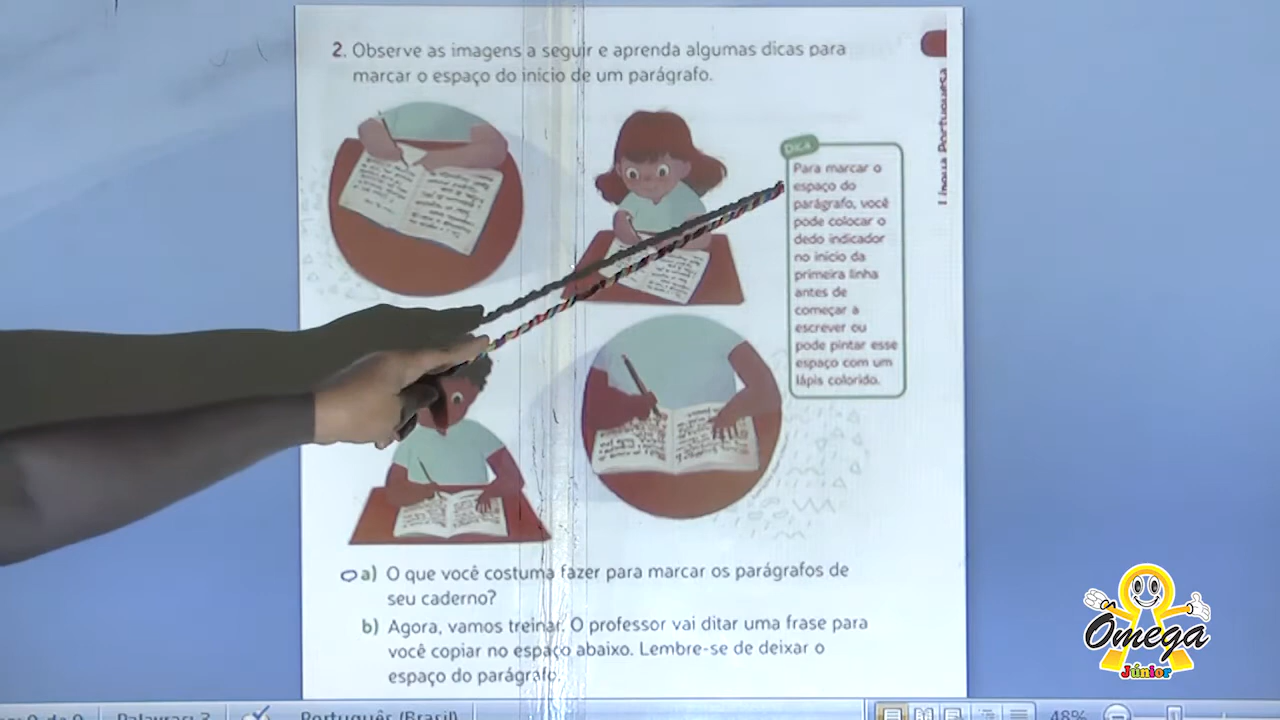 2. Observe as imagens a seguir e aprenda algumas dicas para
marcar o espaço do início de um parágrafo.
Língua Portuguesa
DICA
Para marcar o
espaço do
parágrafo, você
pode colocar o
dedo indicador
no início da
primeira linha
antes de
começar a
escrever ou
pode pintar esse
espaço com um
lápis colorido.
a) O que você costuma fazer para marcar os parágrafos de
seu caderno?
b) Agora, vamos treinar. O professor vai ditar uma frase para
você copiar no espaço abaixo. Lembre-se de deixar o
espaço do parágrafo.
Ômega
Júnior
Palavras: 3
Português (Brasil)
48%